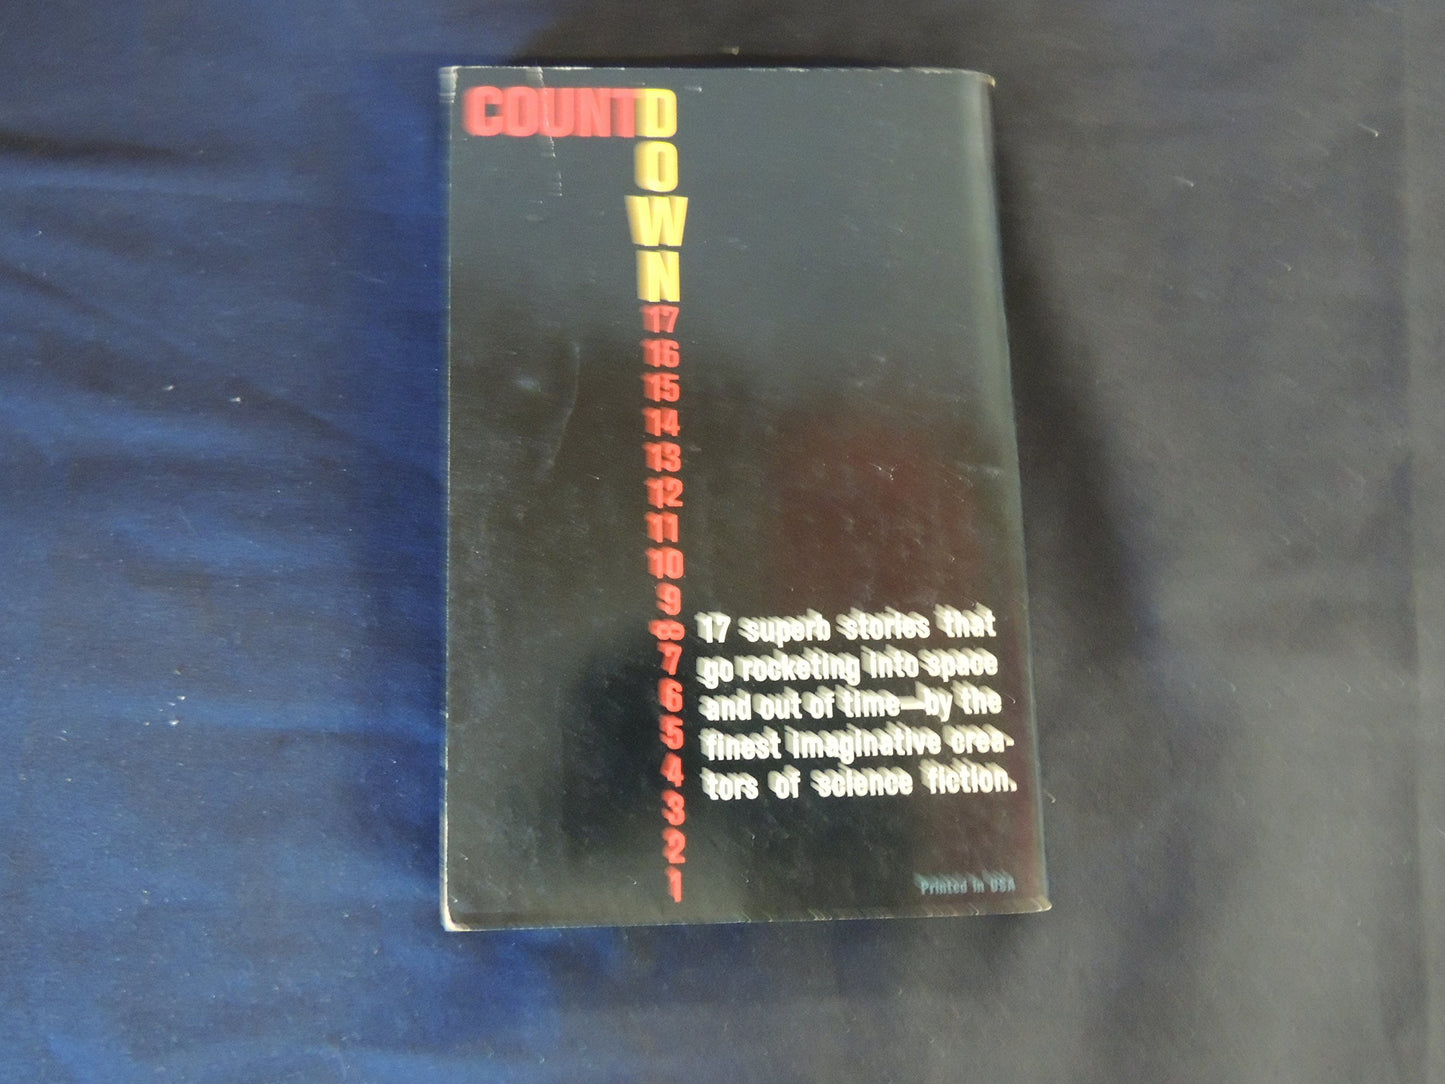 COUNTD
O
W
N
17
16
15
14
13
12
11
10
9
8
7
6
5
4
3
2
1
17 superb stories that
go rocketing into space
and out of time—by the
finest imaginative crea-
tors of science fiction.
Printed in USA